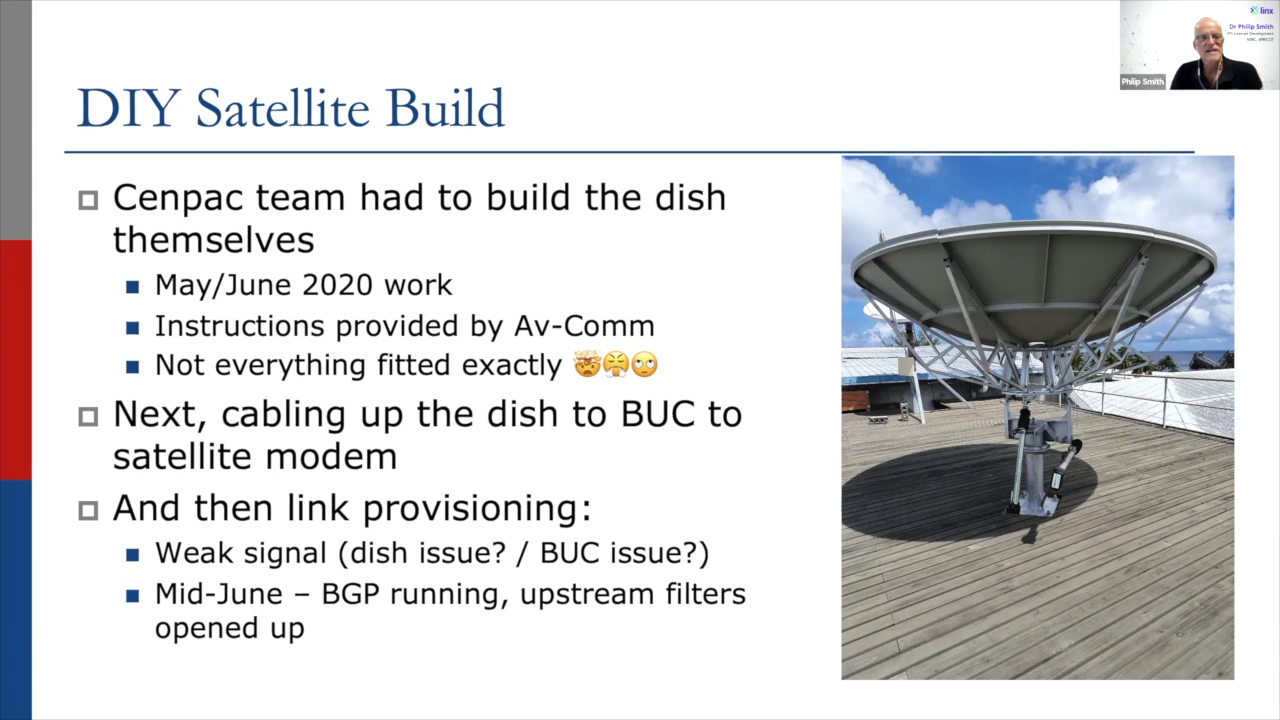 linx
Dr Philip Smith
NSRC, APRICOT
Philip Smith
DIY Satellite Build
Cenpac team had to build the dish
themselves
May/June 2020 work
Instructions provided by Av-Comm
Not everything fitted exactly 🤯😤🙄
Next, cabling up the dish to BUC to
satellite modem
And then link provisioning:
Weak signal (dish issue? / BUC issue?)
Mid-June – BGP running, upstream filters
opened up